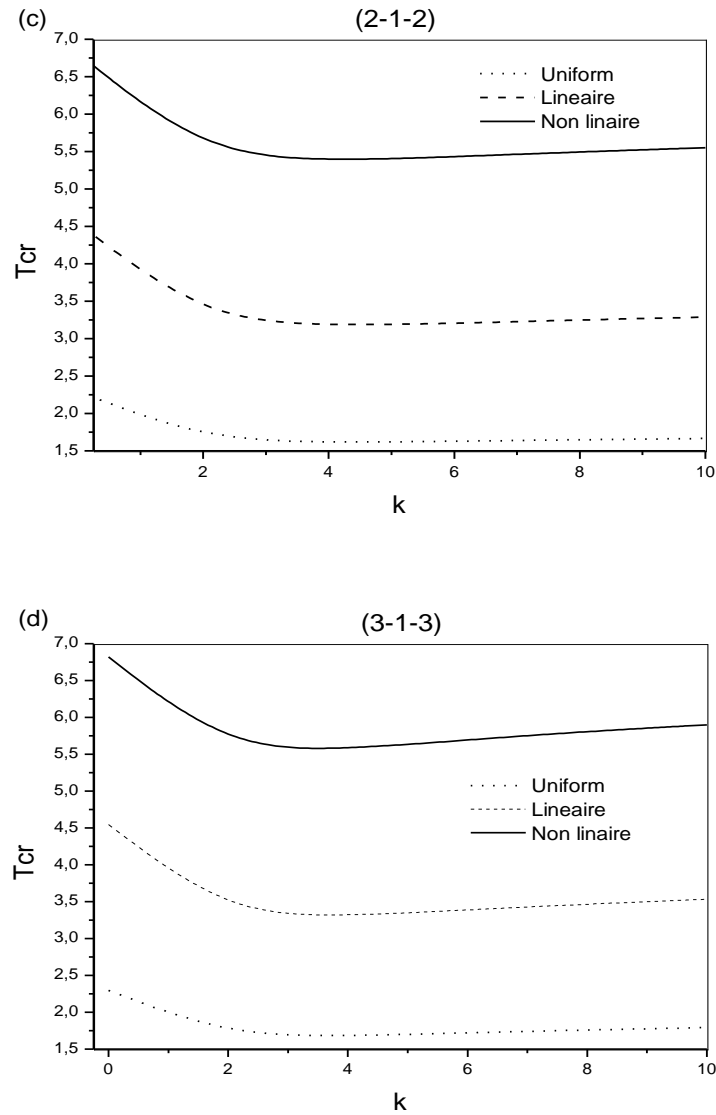 (c)
(2-1-2)
7,0
6,5
6,0
5,5
5,0
4,5
4,0
3,5
3,0
2,5
2,0
1,5
Tcr
Uniform
Lineaire
Non linaire
2 4 6 8 10
k
(d)
(3-1-3)
7,0
6,5
6,0
5,5
5,0
4,5
4,0
3,5
3,0
2,5
2,0
1,5
Tcr
Uniform
Lineaire
Non linaire
0 2 4 6 8 10
k